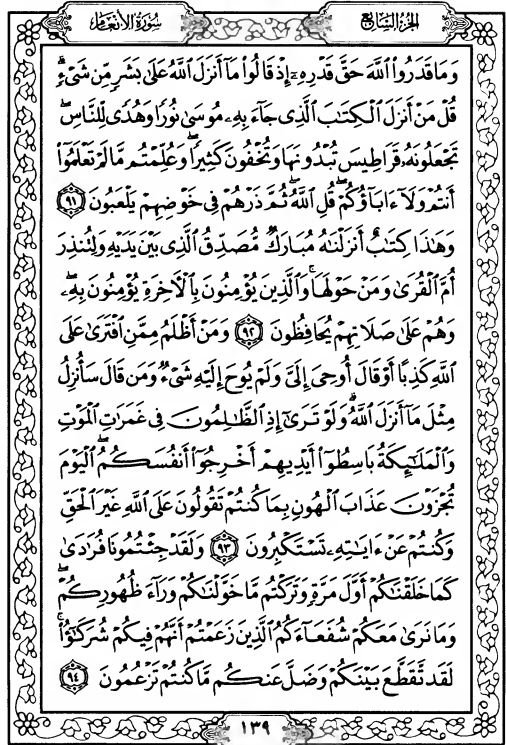 الجزء السابع سورة الأنعام
وَمَا قَدَرُوا۟ ٱللَّهَ حَقَّ قَدْرِهِۦٓ إِذْ قَالُوا۟ مَآ أَنزَلَ ٱللَّهُ عَلَىٰ بَشَرٍ مِّن شَىْءٍ ۗ
قُلْ مَنْ أَنزَلَ ٱلْكِتَـٰبَ ٱلَّذِى جَآءَ بِهِۦ مُوسَىٰ نُورًا وَهُدًى لِّلنَّاسِ ۖ
تَجْعَلُونَهُۥ قَرَاطِيسَ تُبْدُونَهَا وَتُخْفُونَ كَثِيرًا ۖ وَعُلِّمْتُم مَّا لَمْ تَعْلَمُوٓا۟
أَنتُمْ وَلَآ ءَابَآؤُكُمْ ۖ قُلِ ٱللَّهُ ۖ ثُمَّ ذَرْهُمْ فِى خَوْضِهِمْ يَلْعَبُونَ ٩١
وَهَـٰذَا كِتَـٰبٌ أَنزَلْنَـٰهُ مُبَارَكٌ مُّصَدِّقُ ٱلَّذِى بَيْنَ يَدَيْهِ وَلِتُنذِرَ
أُمَّ ٱلْقُرَىٰ وَمَنْ حَوْلَهَا ۚ وَٱلَّذِينَ يُؤْمِنُونَ بِٱلْـَٔاخِرَةِ يُؤْمِنُونَ بِهِۦ ۖ
وَهُمْ عَلَىٰ صَلَاتِهِمْ يُحَافِظُونَ ٩٢ وَمَنْ أَظْلَمُ مِمَّنِ ٱفْتَرَىٰ عَلَى
ٱللَّهِ كَذِبًا أَوْ قَالَ أُوحِىَ إِلَىَّ وَلَمْ يُوحَ إِلَيْهِ شَىْءٌ وَمَن قَالَ سَأُنزِلُ
مِثْلَ مَآ أَنزَلَ ٱللَّهُ ۗ وَلَوْ تَرَىٰٓ إِذِ ٱلظَّـٰلِمُونَ فِى غَمَرَٰتِ ٱلْمَوْتِ
وَٱلْمَلَـٰٓئِكَةُ بَاسِطُوٓا۟ أَيْدِيهِمْ أَخْرِجُوٓا۟ أَنفُسَكُمُ ۖ ٱلْيَوْمَ
تُجْزَوْنَ عَذَابَ ٱلْهُونِ بِمَا كُنتُمْ تَقُولُونَ عَلَى ٱللَّهِ غَيْرَ ٱلْحَقِّ
وَكُنتُمْ عَنْ ءَايَـٰتِهِۦ تَسْتَكْبِرُونَ ٩٣ وَلَقَدْ جِئْتُمُونَا فُرَٰدَىٰ
كَمَا خَلَقْنَـٰكُمْ أَوَّلَ مَرَّةٍ وَتَرَكْتُم مَّا خَوَّلْنَـٰكُمْ وَرَآءَ ظُهُورِكُمْ ۖ
وَمَا نَرَىٰ مَعَكُمْ شُفَعَآءَكُمُ ٱلَّذِينَ زَعَمْتُمْ أَنَّهُمْ فِيكُمْ شُرَكَـٰٓؤُا۟ ۚ
لَقَد تَّقَطَّعَ بَيْنَكُمْ وَضَلَّ عَنكُم مَّا كُنتُمْ تَزْعُمُونَ ٩٤
١٣٩